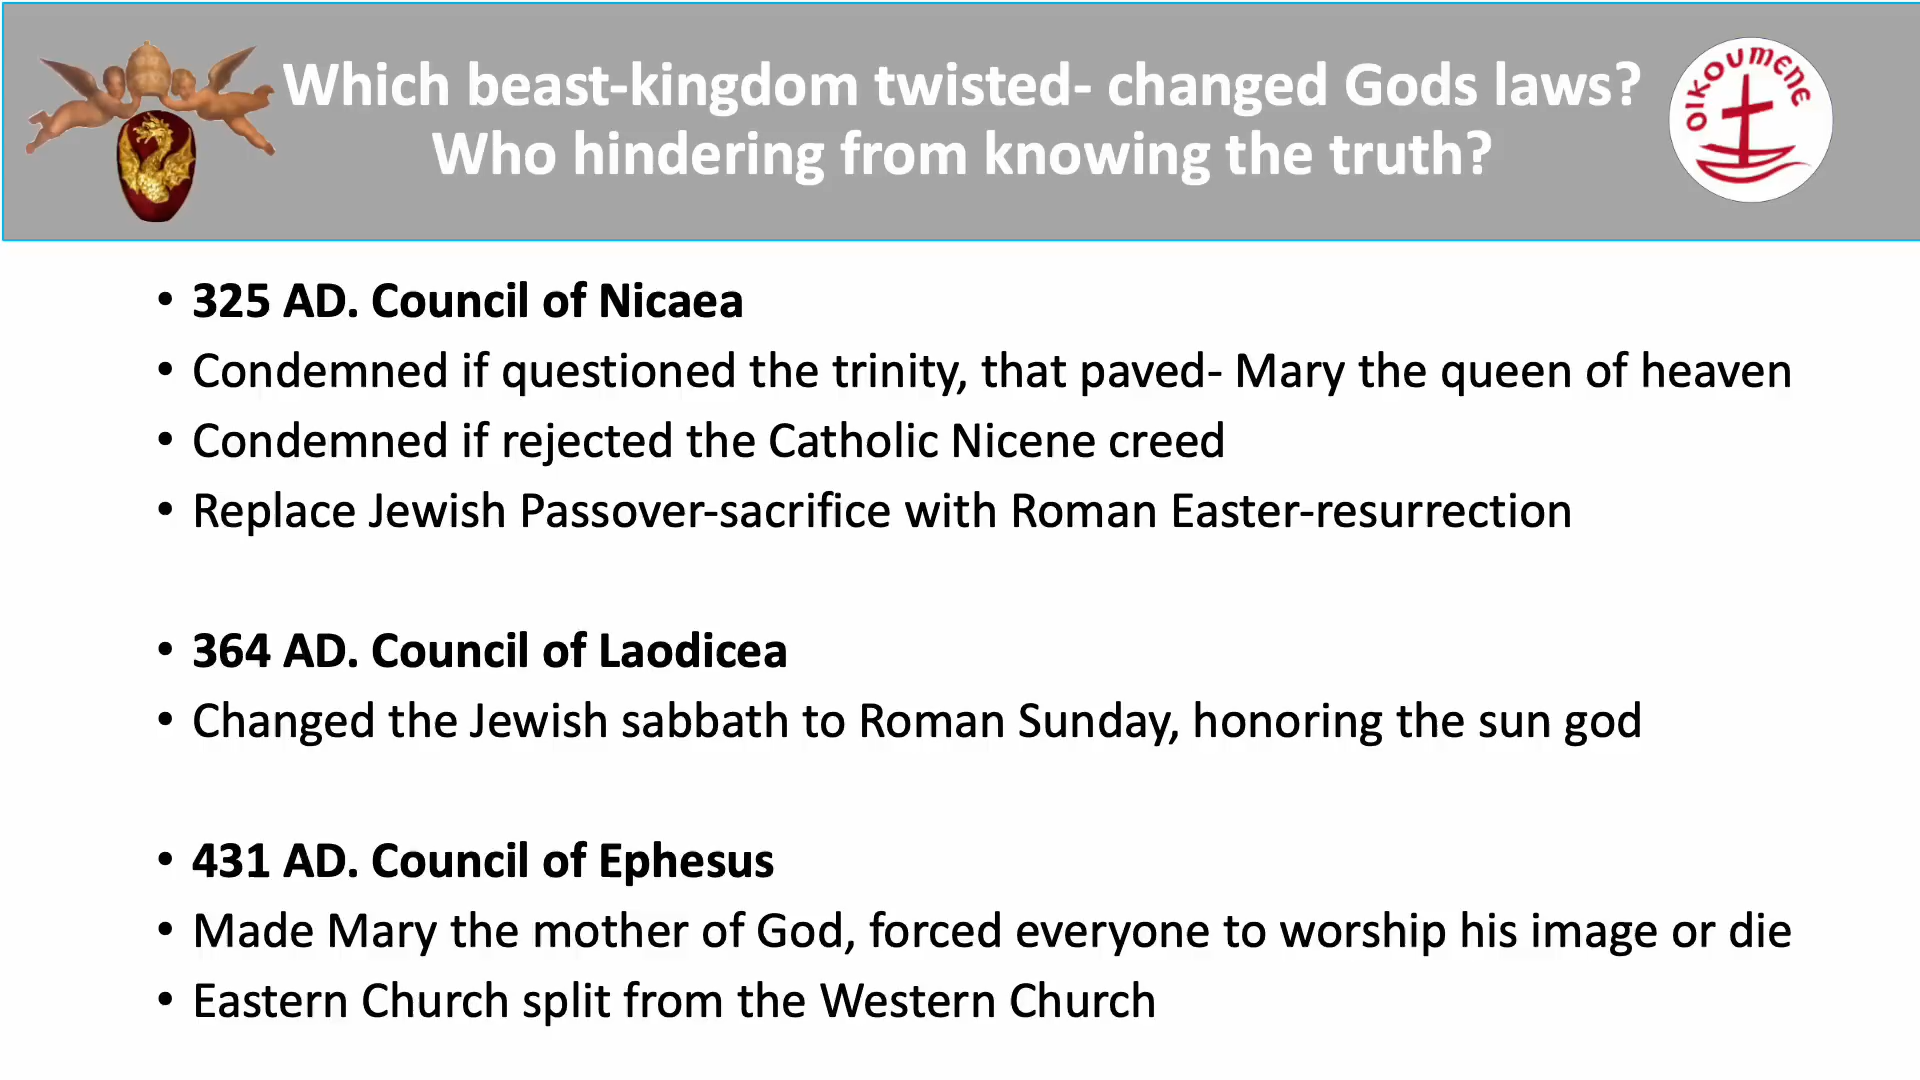 Which beast-kingdom twisted- changed Gods laws?
Who hindering from knowing the truth?
OIKOUMENE
• 325 AD. Council of Nicaea
• Condemned if questioned the trinity, that paved- Mary the queen of heaven
• Condemned if rejected the Catholic Nicene creed
• Replace Jewish Passover-sacrifice with Roman Easter-resurrection
• 364 AD. Council of Laodicea
• Changed the Jewish sabbath to Roman Sunday, honoring the sun god
• 431 AD. Council of Ephesus
• Made Mary the mother of God, forced everyone to worship his image or die
• Eastern Church split from the Western Church